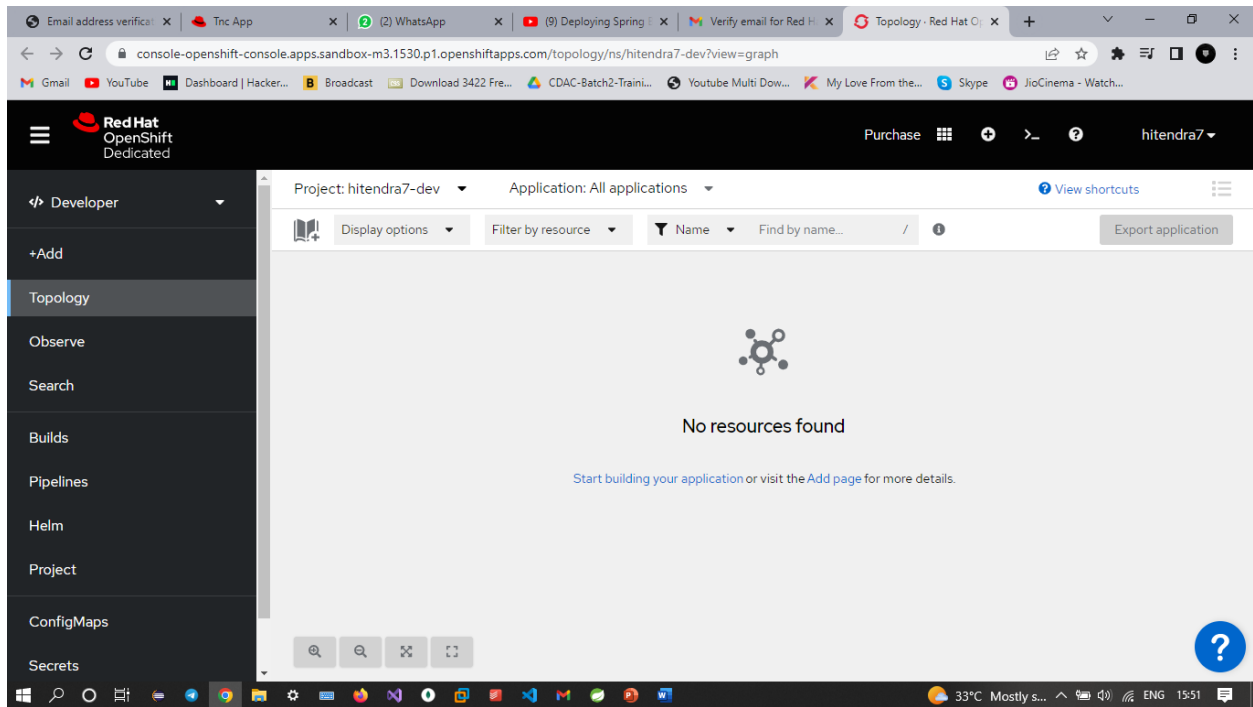 Email address verificat
Tnc App
(2) WhatsApp
(9) Deploying Spring
Verify email for Red H
Topology · Red Hat O
console-openshift-console.apps.sandbox-m3.1530.p1.openshiftapps.com/topology/ns/hitendra7-dev?view=graph
Gmail
YouTube
Dashboard | Hacker...
Broadcast
Download 3422 Fre...
CDAC-Batch2-Traini...
Youtube Multi Dow...
My Love From the...
Skype
JioCinema - Watch...
Red Hat
OpenShift
Dedicated
Purchase
hitendra7
Developer
+Add
Topology
Observe
Search
Builds
Pipelines
Helm
Project
ConfigMaps
Secrets
Project: hitendra7-dev
Application: All applications
View shortcuts
Display options
Filter by resource
Name
Find by name...
/
Export application
No resources found
Start building your application or visit the Add page for more details.
33°C Mostly s...
ENG
15:51